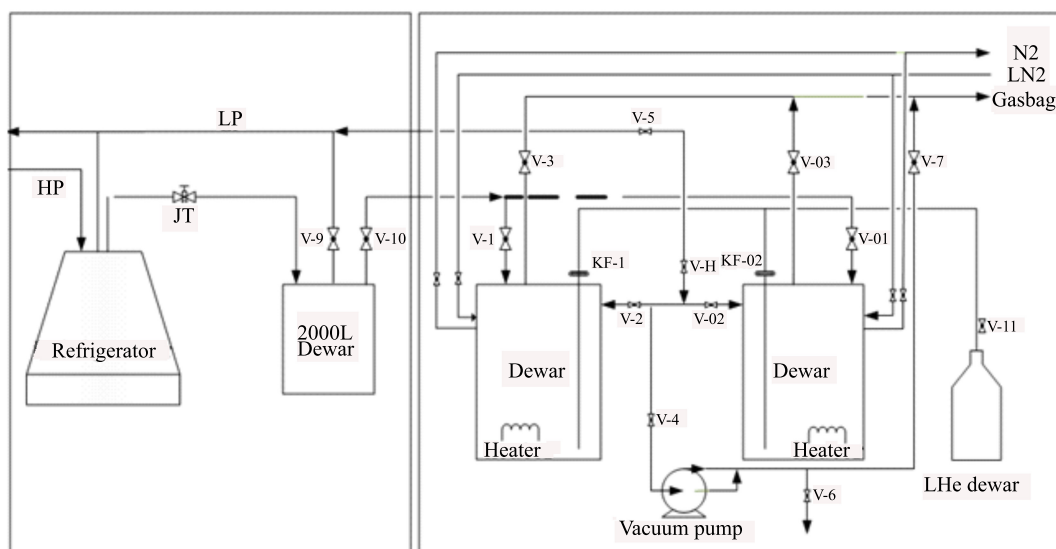 N2
LN2
Gasbag
LP
V-5
V-3
V-03
V-7
HP
JT
V-9
V-10
V-1
V-01
KF-1
V-H
KF-02
V-2
V-02
V-11
2000L
Dewar
Refrigerator
Dewar
Dewar
V-4
Heater
Heater
LHe dewar
V-6
Vacuum pump